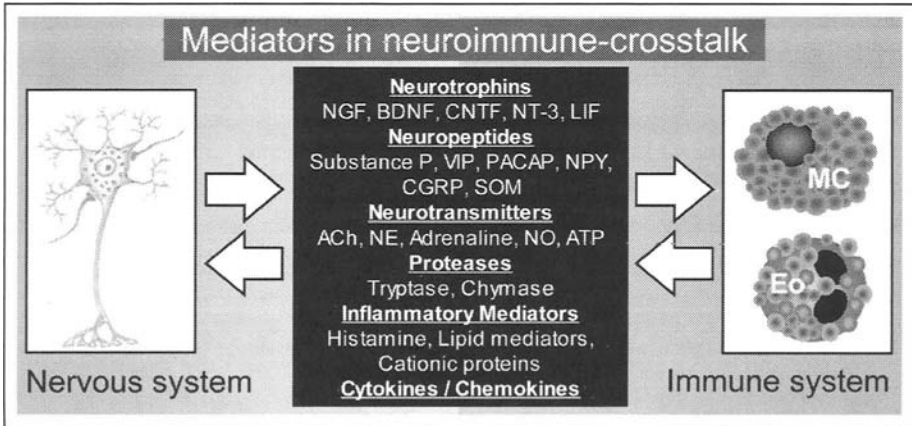 Mediators in neuroimmune-crosstalk
Neurotrophins
NGF, BDNF, CNTF, NT-3, LIF
Neuropeptides
Substance P, VIP, PACAP, NPY,
CGRP, SOM
Neurotransmitters
ACh, NE, Adrenaline, NO, ATP
Proteases
Tryptase, Chymase
Inflammatory Mediators
Histamine, Lipid mediators,
Cationic proteins
Cytokines / Chemokines
Nervous system
MC
Eo
Immune system